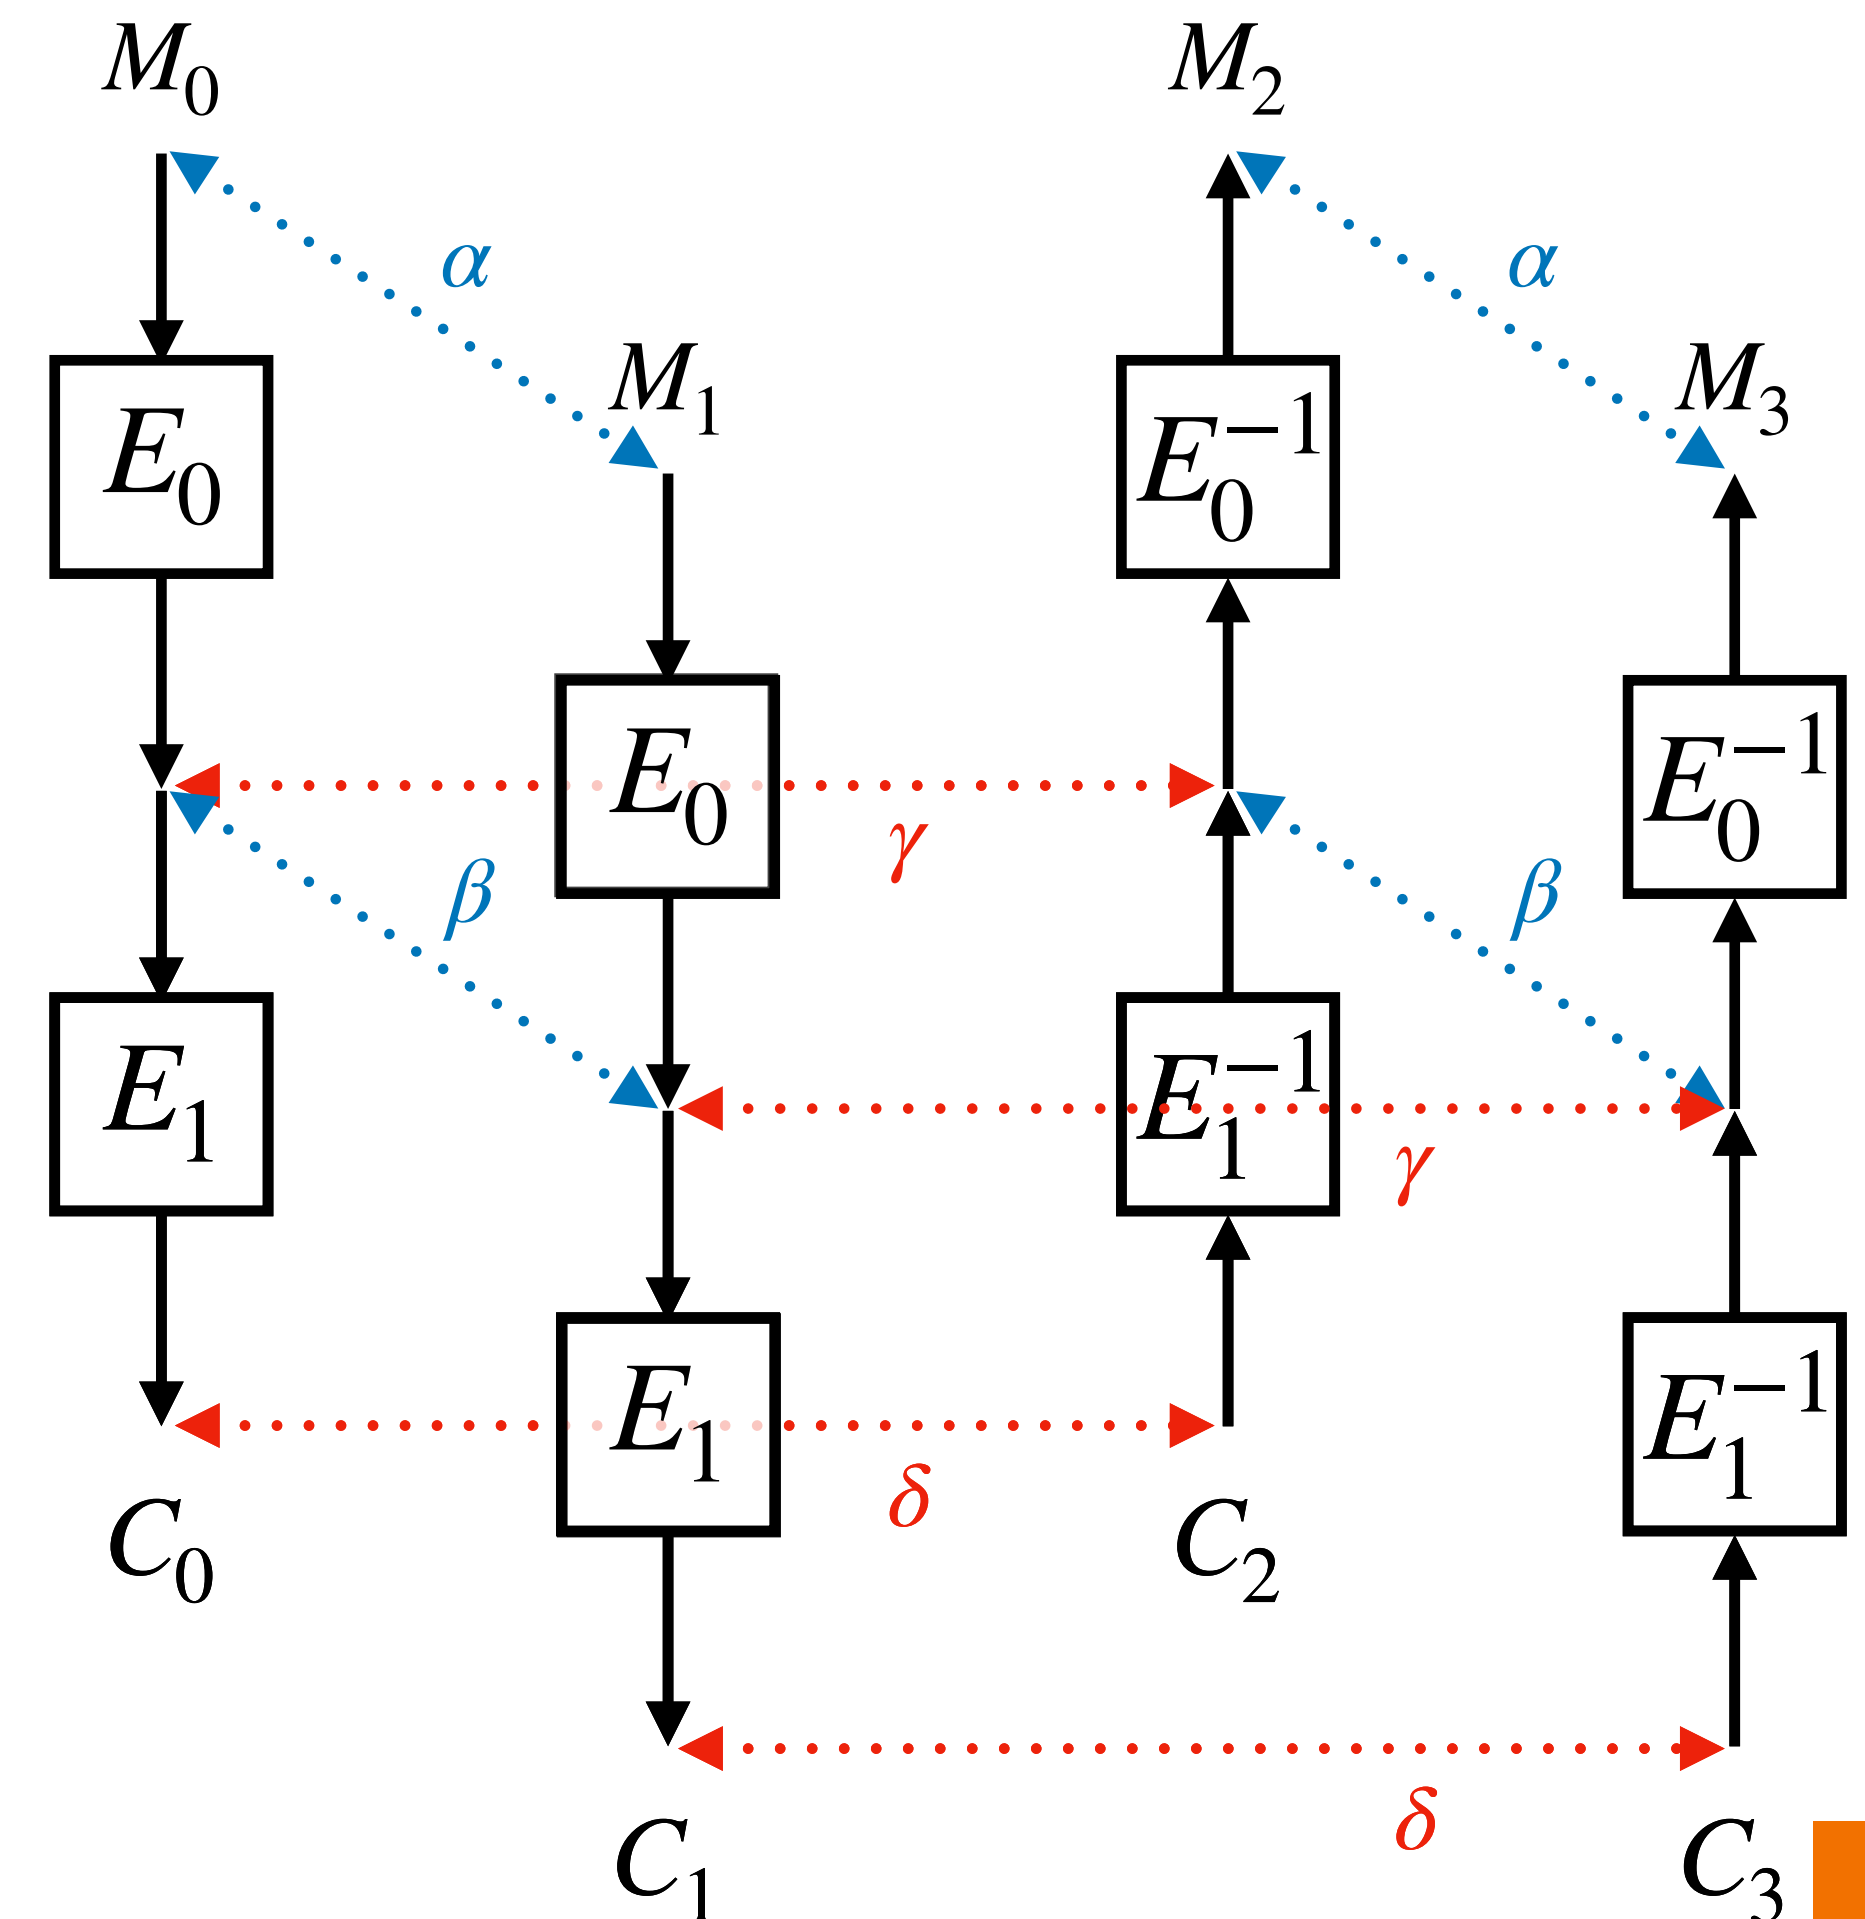 M₀ M₂
α α
M₁ M₃
E₀ E₀⁻¹
E₀ E₀⁻¹
γ
β β
E₁ E₁⁻¹
γ
E₁ E₁⁻¹
δ
C₀ C₂
δ
C₁ C₃